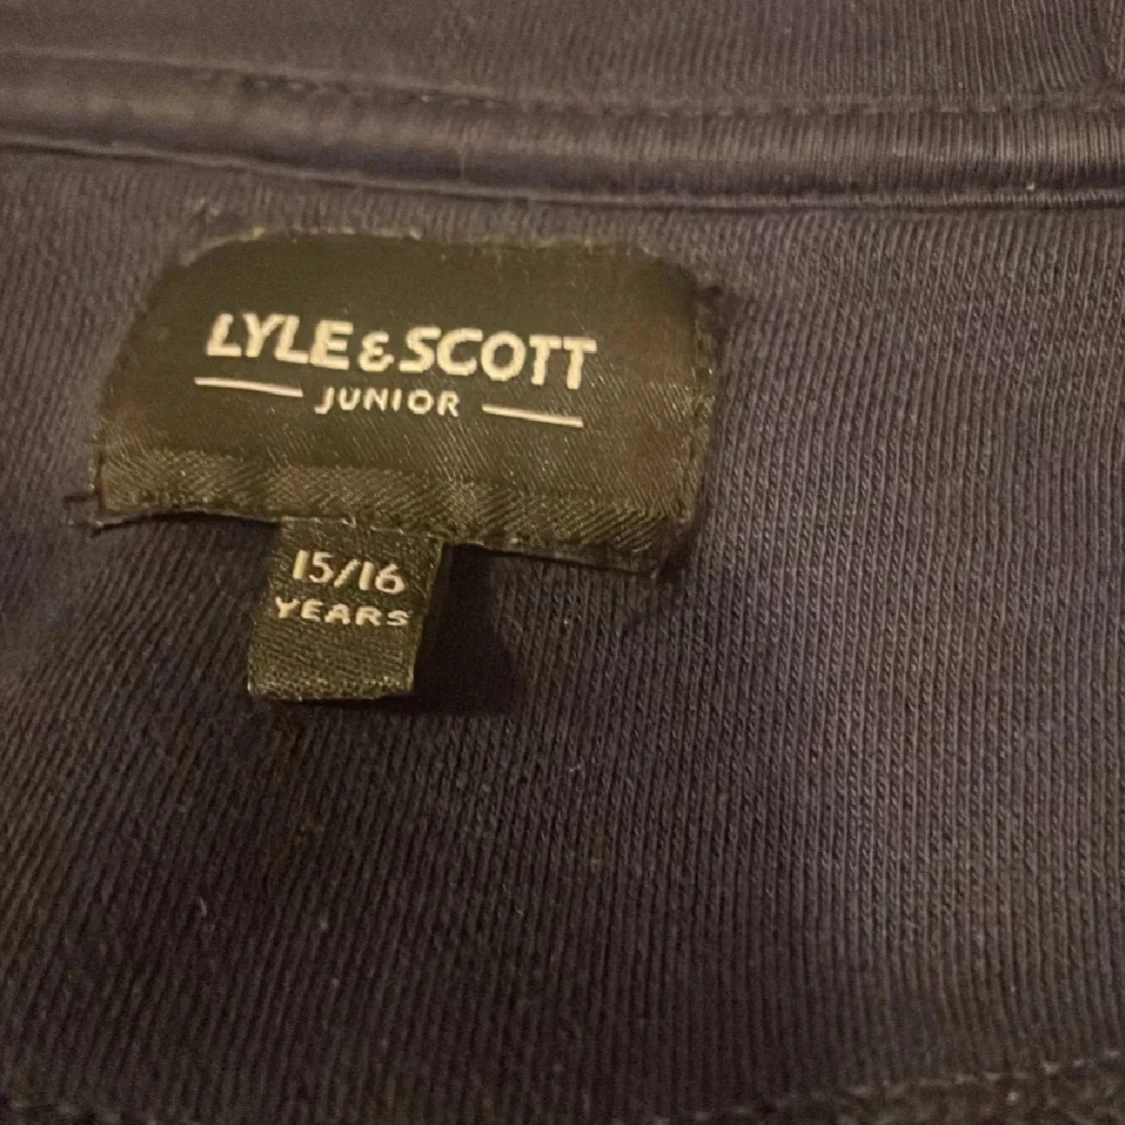 LYLE & SCOTT
JUNIOR
15/16
YEARS